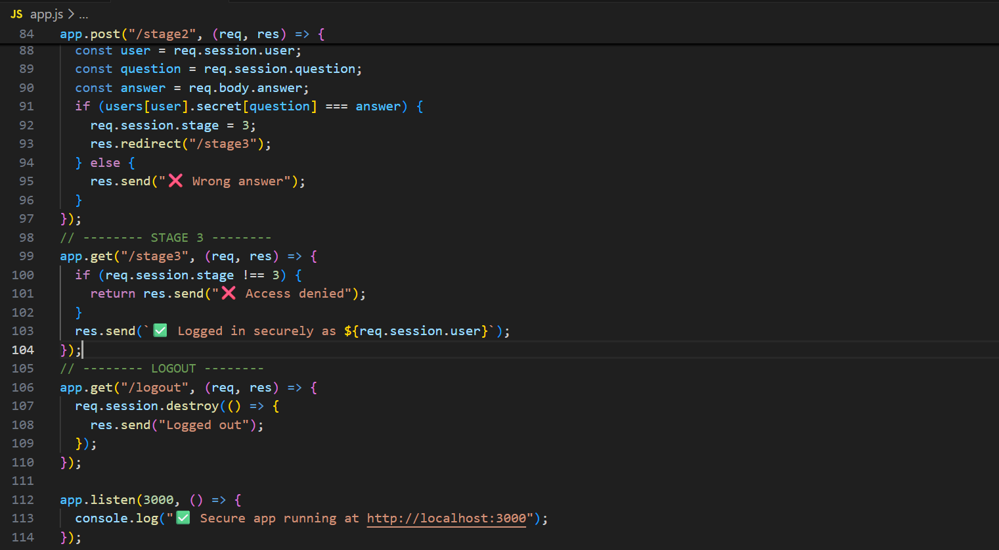 JS app.js > ...
84 app.post("/stage2", (req, res) => {
88 const user = req.session.user;
89 const question = req.session.question;
90 const answer = req.body.answer;
91 if (users[user].secret[question] === answer) {
92 req.session.stage = 3;
93 res.redirect("/stage3");
94 } else {
95 res.send("❌ Wrong answer");
96 }
97 });
98 // -------- STAGE 3 --------
99 app.get("/stage3", (req, res) => {
100 if (req.session.stage !== 3) {
101 return res.send("❌ Access denied");
102 }
103 res.send(`✅ Logged in securely as ${req.session.user}`);
104 });
105 // -------- LOGOUT --------
106 app.get("/logout", (req, res) => {
107 req.session.destroy(() => {
108 res.send("Logged out");
109 });
110 });
111
112 app.listen(3000, () => {
113 console.log("✅ Secure app running at http://localhost:3000");
114 });